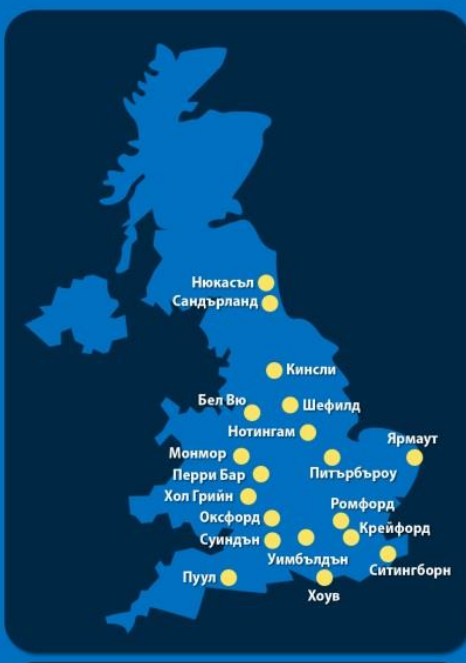 Нюкасъл
Сандърланд
Кинсли
Бел Вю
Шефилд
Нотингам
Ярмаут
Монмор
Питърбъроу
Перри Бар
Хол Грийн
Ромфорд
Оксфорд
Крейфорд
Суиндън
Уимбълдън
Ситингборн
Пуул
Хоув